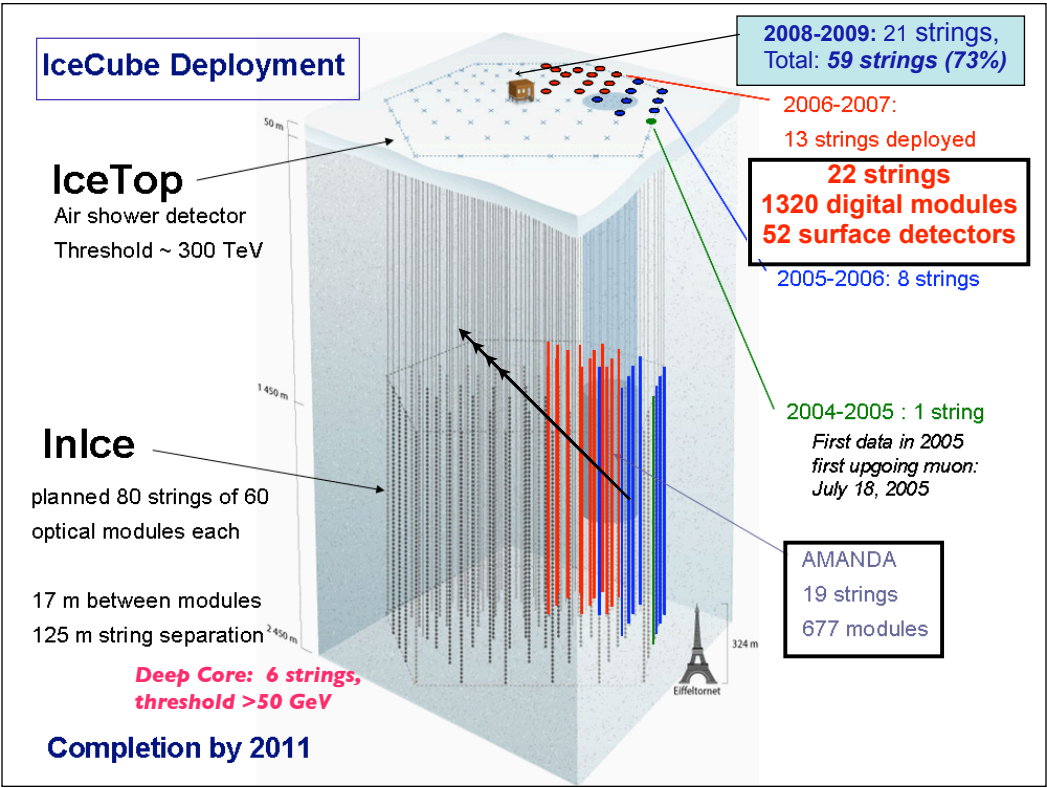 IceCube Deployment
2008-2009: 21 strings,
Total: 59 strings (73%)
2006-2007:
13 strings deployed
22 strings
1320 digital modules
52 surface detectors
2005-2006: 8 strings
50 m
IceTop
Air shower detector
Threshold ~ 300 TeV
1 450 m
2004-2005 : 1 string
First data in 2005
first upgoing muon:
July 18, 2005
InIce
planned 80 strings of 60
optical modules each
17 m between modules
125 m string separation
2 450 m
AMANDA
19 strings
677 modules
324 m
Eiffeltornet
Deep Core: 6 strings,
threshold >50 GeV
Completion by 2011